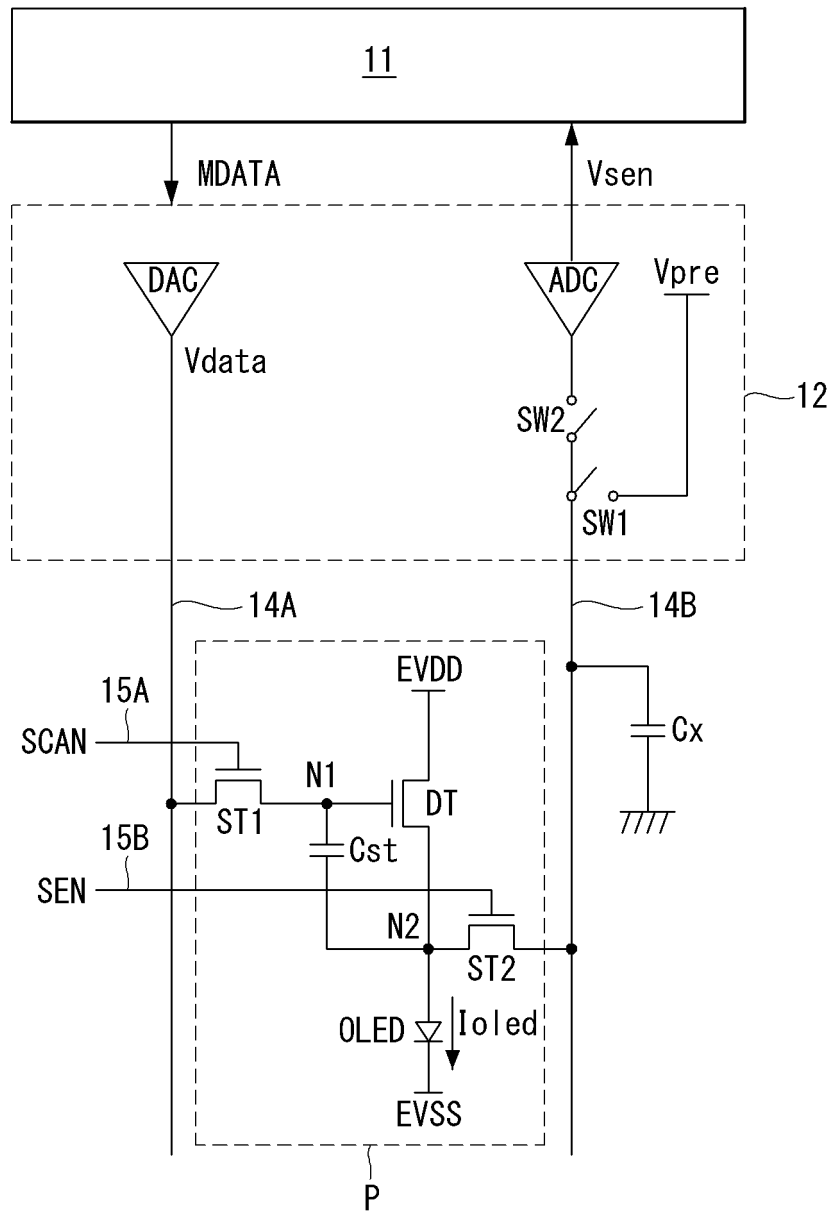 11
MDATA
Vsen
DAC
ADC
Vpre
Vdata
SW2
12
SW1
14A
14B
EVDD
15A
SCAN
Cx
N1
DT
ST1
15B
Cst
SEN
N2
ST2
OLED
Ioled
EVSS
P